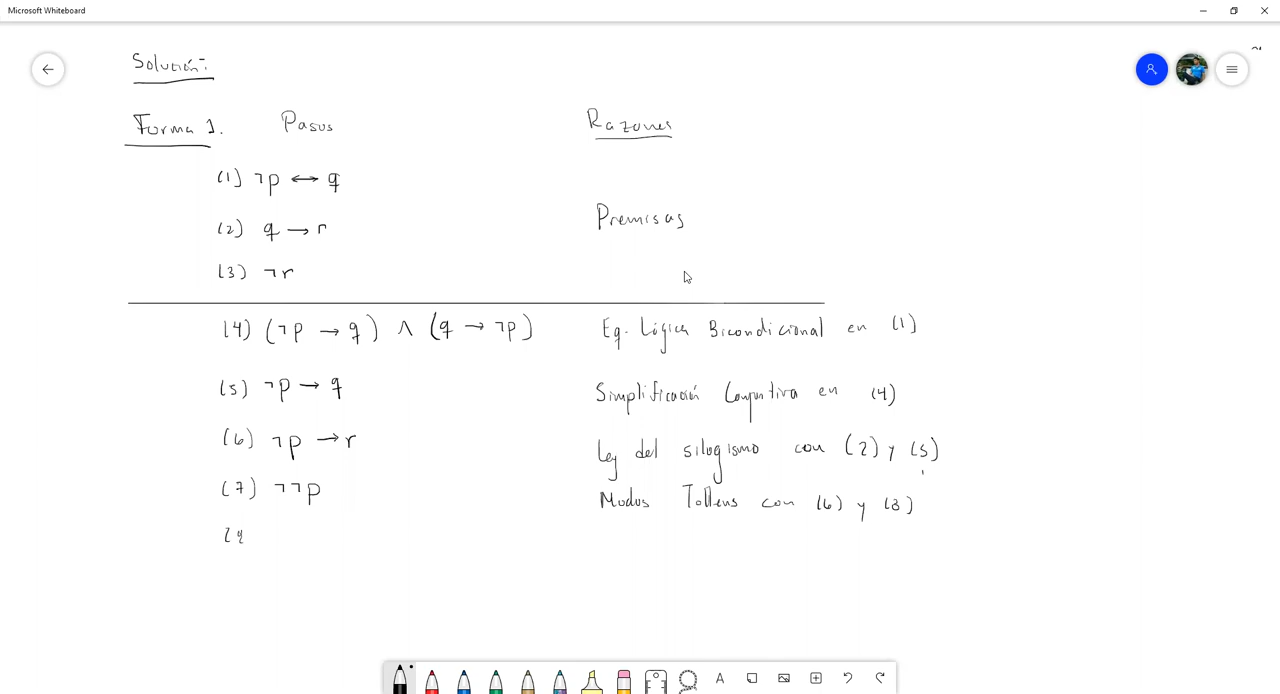 Microsoft Whiteboard
Solución:
Forma 1. Pasos Razones
(1) ¬p ↔ q
Premisas
(2) q → r
(3) ¬r
(4) (¬p → q) ∧ (q → ¬p) Eq. Lógica Bicondicional en (1)
(5) ¬p → q Simplificación Conjuntiva en (4)
(6) ¬p → r Ley del silogismo con (2) y (5)
(7) ¬¬p Modus Tollens con (6) y (3)